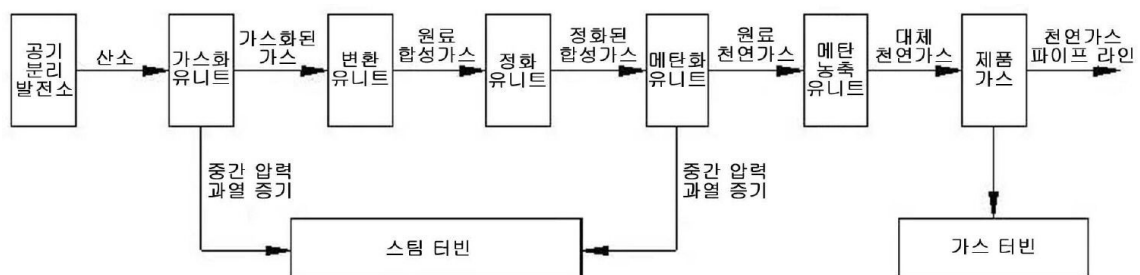 공기
분리
발전소
산소
가스화
유니트
가스화된
가스
변환
유니트
원료
합성가스
정화
유니트
정화된
합성가스
메탄화
유니트
원료
천연가스
메탄
농축
유니트
대체
천연가스
제품
가스
천연가스
파이프 라인
중간 압력
과열 증기
중간 압력
과열 증기
스팀 터빈
가스 터빈